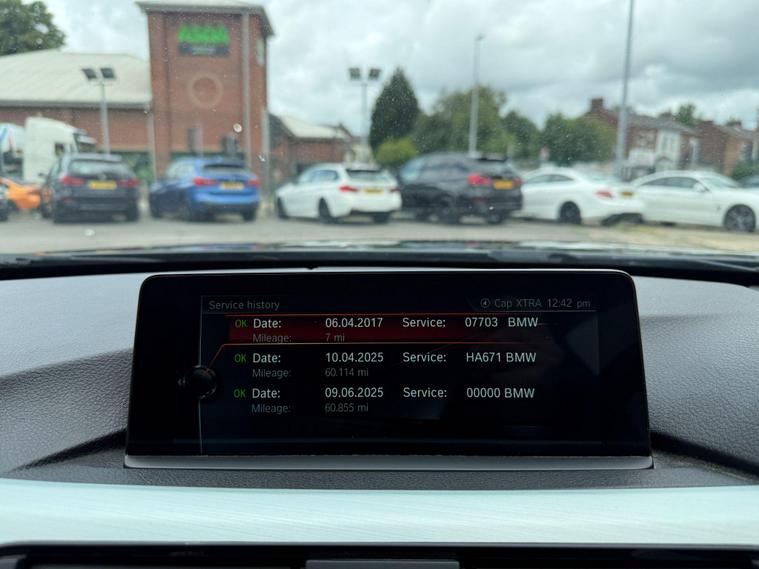 ASDA
Service history Cap XTRA 12:42 pm
OK Date: 06.04.2017 Service: 07703 BMW
Mileage: 7 mi
OK Date: 10.04.2025 Service: HA671 BMW
Mileage: 60.114 mi
OK Date: 09.06.2025 Service: 00000 BMW
Mileage: 60.855 mi